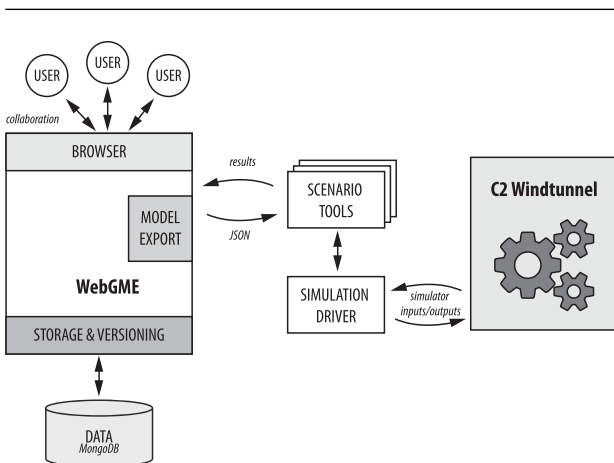 USER
USER
USER
collaboration
BROWSER
results
MODEL
EXPORT
JSON
SCENARIO
TOOLS
C2 Windtunnel
WebGME
SIMULATION
DRIVER
simulator
inputs/outputs
STORAGE & VERSIONING
DATA
MongoDB